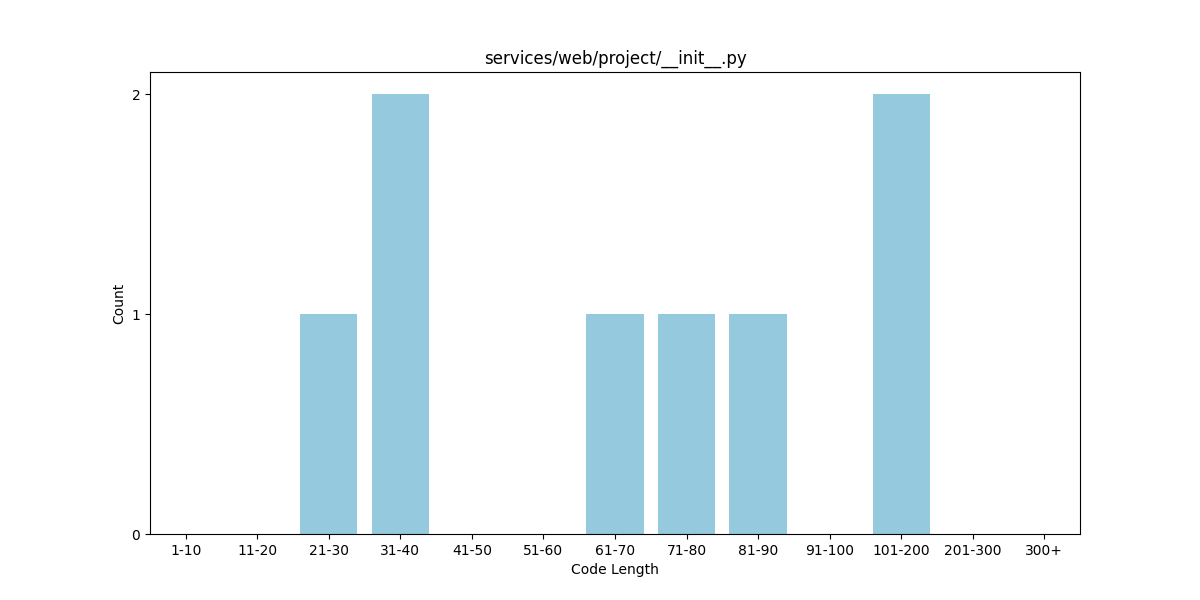 services/web/project/__init__.py
Count
2
1
0
1-10 11-20 21-30 31-40 41-50 51-60 61-70 71-80 81-90 91-100 101-200 201-300 300+
Code Length